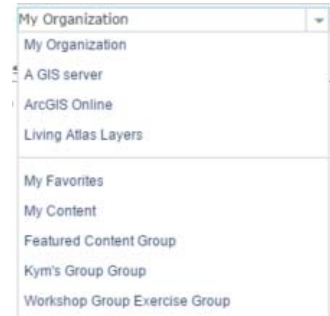 My Organization
My Organization
A GIS server
ArcGIS Online
Living Atlas Layers
My Favorites
My Content
Featured Content Group
Kym's Group Group
Workshop Group Exercise Group